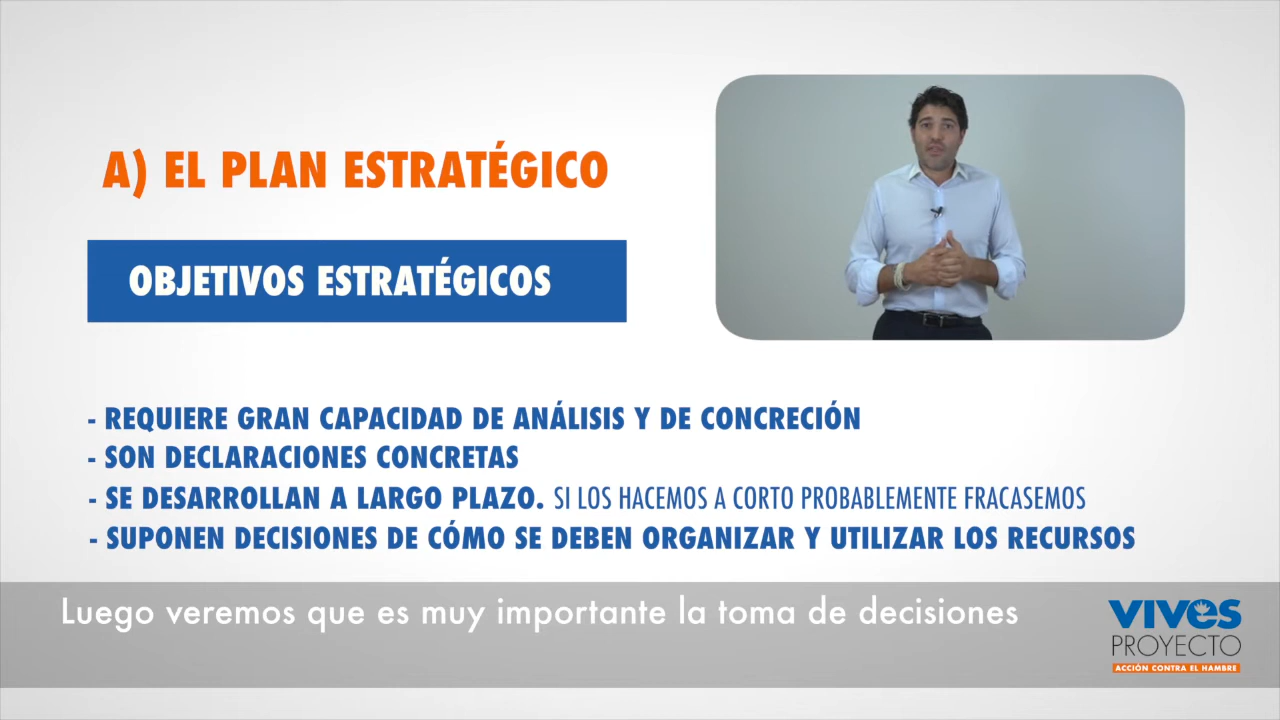 A) EL PLAN ESTRATÉGICO
OBJETIVOS ESTRATÉGICOS
- REQUIERE GRAN CAPACIDAD DE ANÁLISIS Y DE CONCRECIÓN
- SON DECLARACIONES CONCRETAS
- SE DESARROLLAN A LARGO PLAZO. SI LOS HACEMOS A CORTO PROBABLEMENTE FRACASEMOS
- SUPONEN DECISIONES DE CÓMO SE DEBEN ORGANIZAR Y UTILIZAR LOS RECURSOS
Luego veremos que es muy importante la toma de decisiones
VIVES
PROYECTO
ACCIÓN CONTRA EL HAMBRE